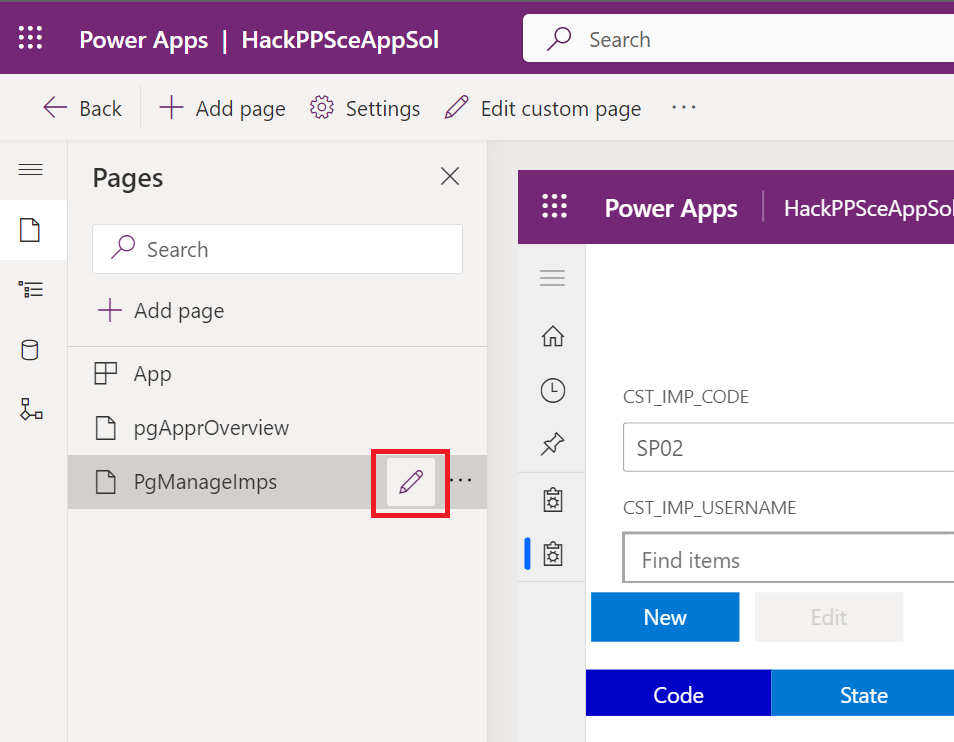 Power Apps | HackPPSceAppSol
Search
Back
Add page
Settings
Edit custom page
...
Pages
Search
Add page
App
pgApprOverview
PgManageImps
...
Power Apps | HackPPSceAppSol
CST_IMP_CODE
SP02
CST_IMP_USERNAME
Find items
New
Edit
Code
State